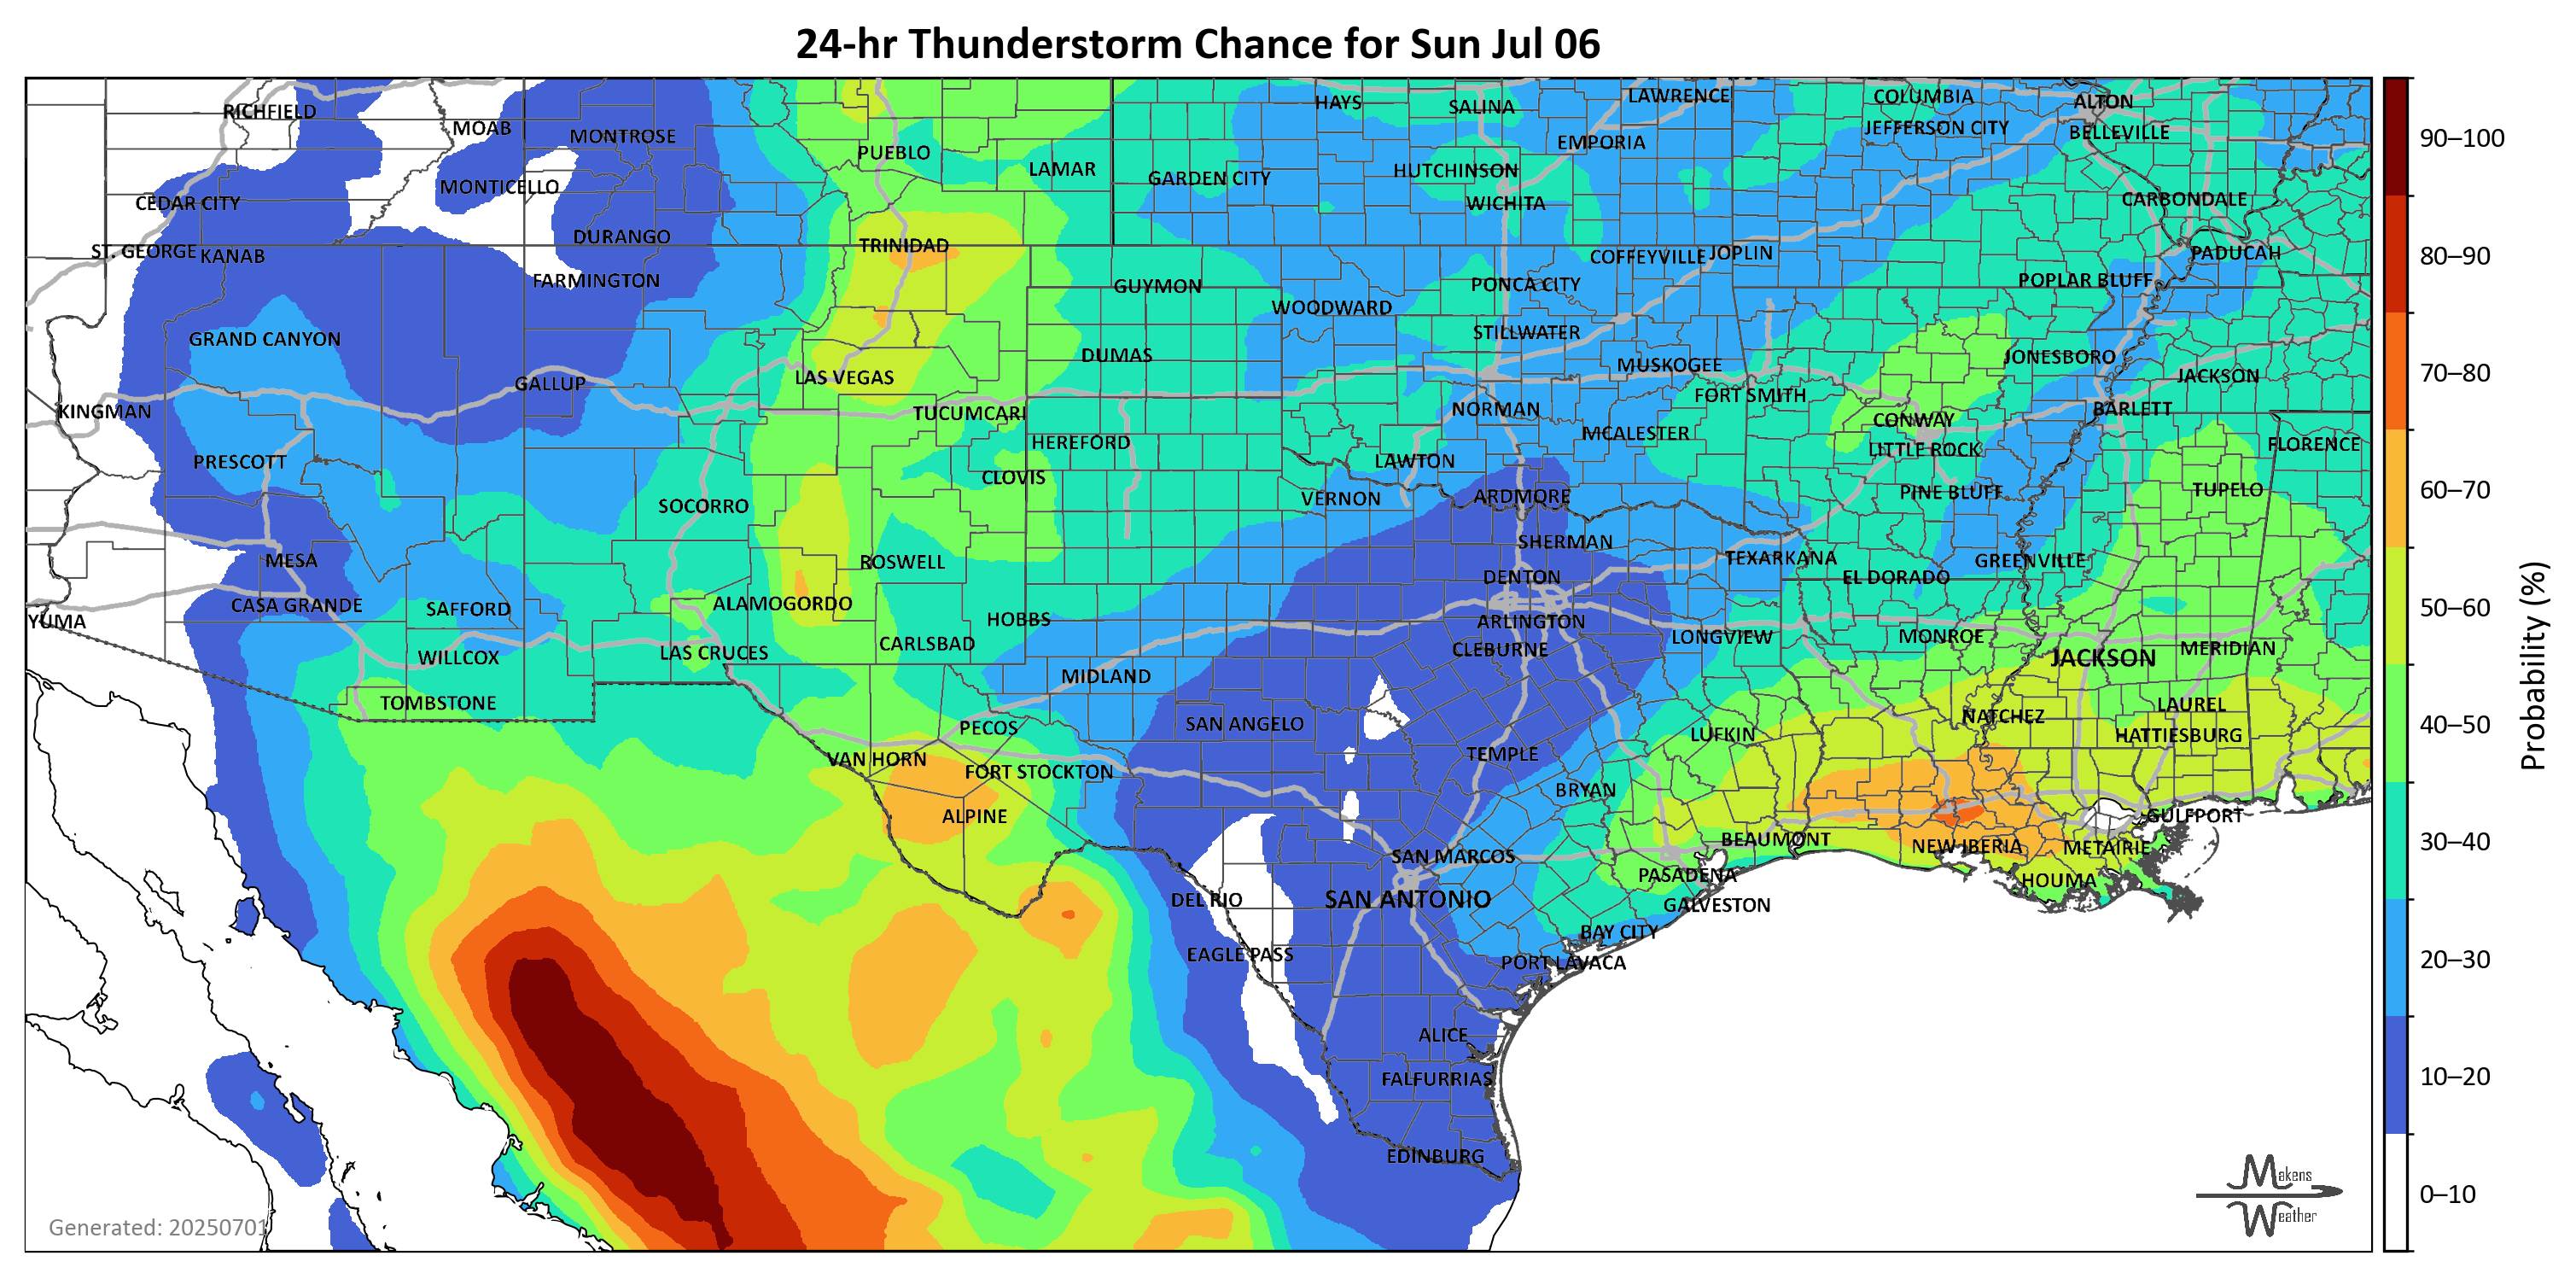 24-hr Thunderstorm Chance for Sun Jul 06
RICHFIELD
MOAB
MONTROSE
PUEBLO
LAMAR
HAYS
SALINA
LAWRENCE
COLUMBIA
ALTON
JEFFERSON CITY
BELLEVILLE
EMPORIA
HUTCHINSON
GARDEN CITY
MONTICELLO
CEDAR CITY
WICHITA
CARBONDALE
DURANGO
TRINIDAD
ST. GEORGE
KANAB
COFFEYVILLE
JOPLIN
PADUCAH
FARMINGTON
GUYMON
PONCA CITY
POPLAR BLUFF
WOODWARD
GRAND CANYON
STILLWATER
DUMAS
MUSKOGEE
JONESBORO
LAS VEGAS
JACKSON
GALLUP
FORT SMITH
KINGMAN
TUCUMCARI
NORMAN
BARLETT
CONWAY
HEREFORD
MCALESTER
LITTLE ROCK
FLORENCE
PRESCOTT
LAWTON
CLOVIS
SOCORRO
VERNON
ARDMORE
PINE BLUFF
TUPELO
MESA
ROSWELL
SHERMAN
TEXARKANA
GREENVILLE
DENTON
EL DORADO
CASA GRANDE
SAFFORD
ALAMOGORDO
YUMA
HOBBS
ARLINGTON
WILLCOX
LAS CRUCES
CARLSBAD
CLEBURNE
LONGVIEW
MONROE
JACKSON
MERIDIAN
MIDLAND
TOMBSTONE
PECOS
SAN ANGELO
LUFKIN
NATCHEZ
LAUREL
HATTIESBURG
VAN HORN
FORT STOCKTON
TEMPLE
BRYAN
ALPINE
GULFPORT
BEAUMONT
NEW IBERIA
METAIRIE
SAN MARCOS
PASADENA
HOUMA
DEL RIO
SAN ANTONIO
GALVESTON
BAY CITY
EAGLE PASS
PORT LAVACA
ALICE
FALFURRIAS
EDINBURG
Generated: 20250701
Makens
Weather
90–100
80–90
70–80
60–70
50–60
40–50
30–40
20–30
10–20
0–10
Probability (%)